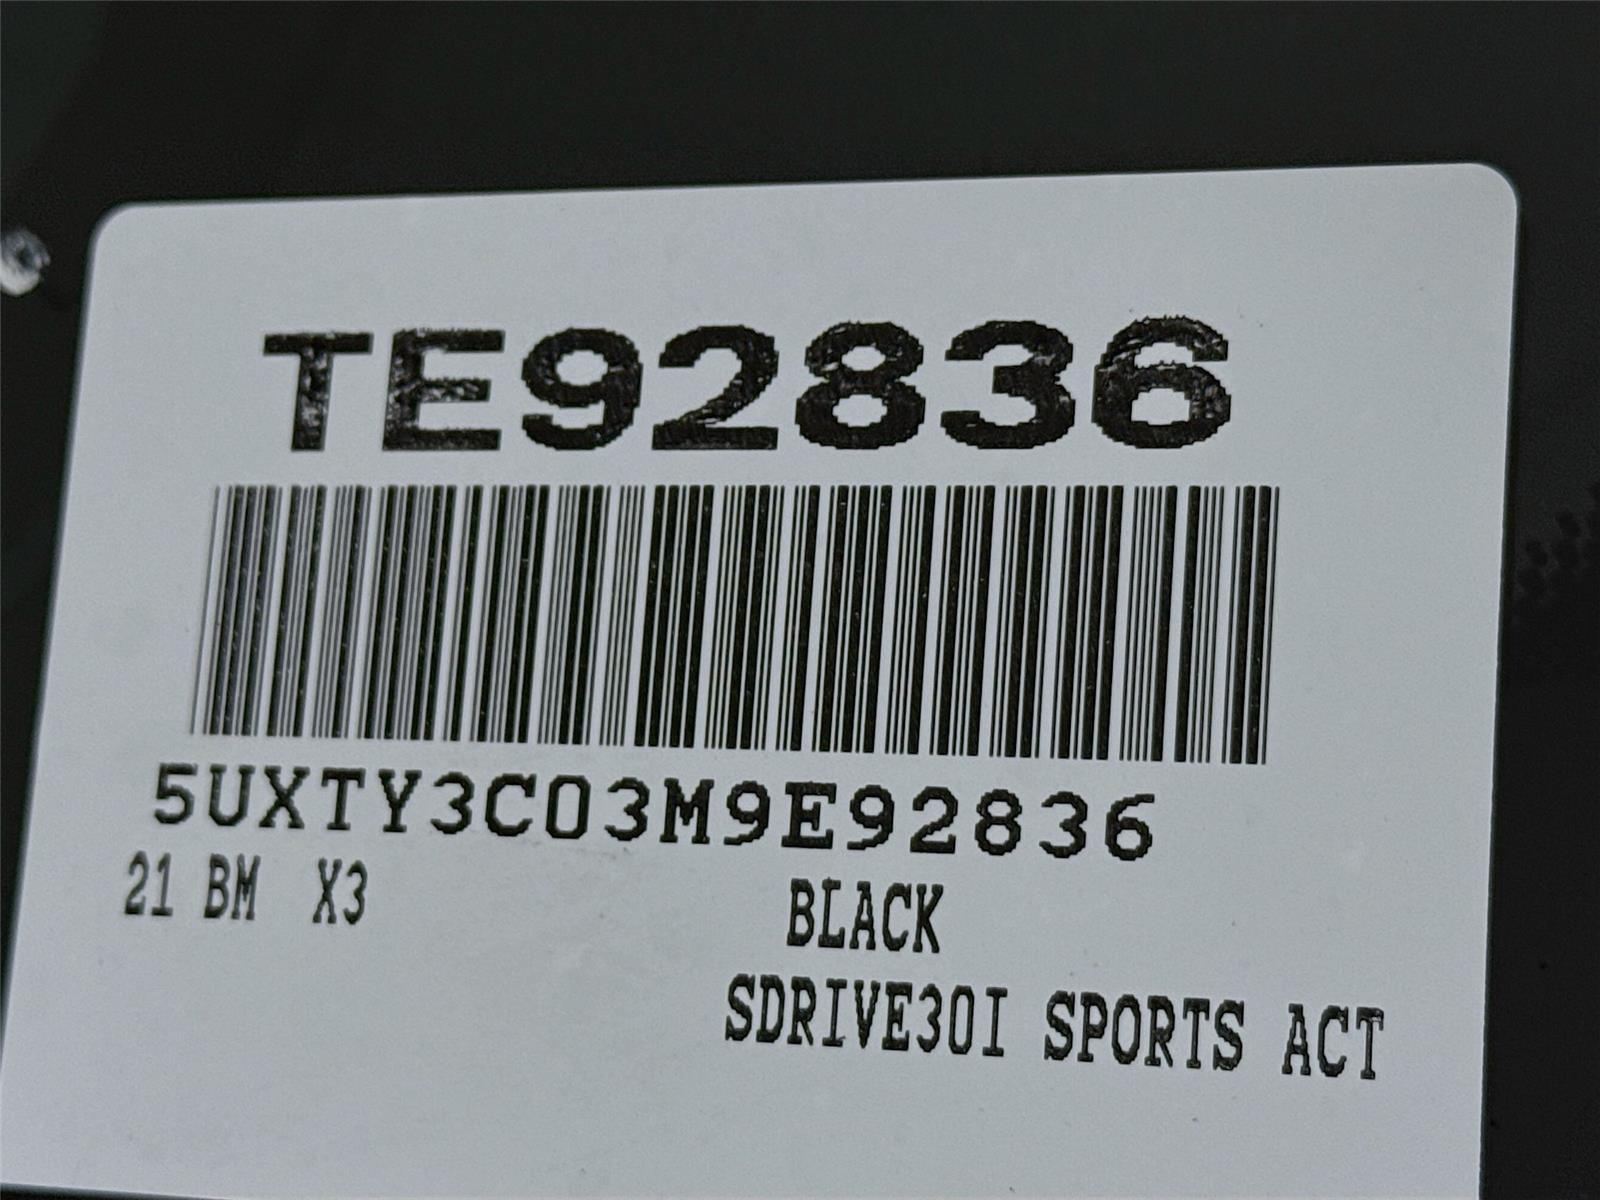 TE92836
5UXTY3C03M9E92836
21 BM X3 BLACK
SDRIVE30I SPORTS ACT